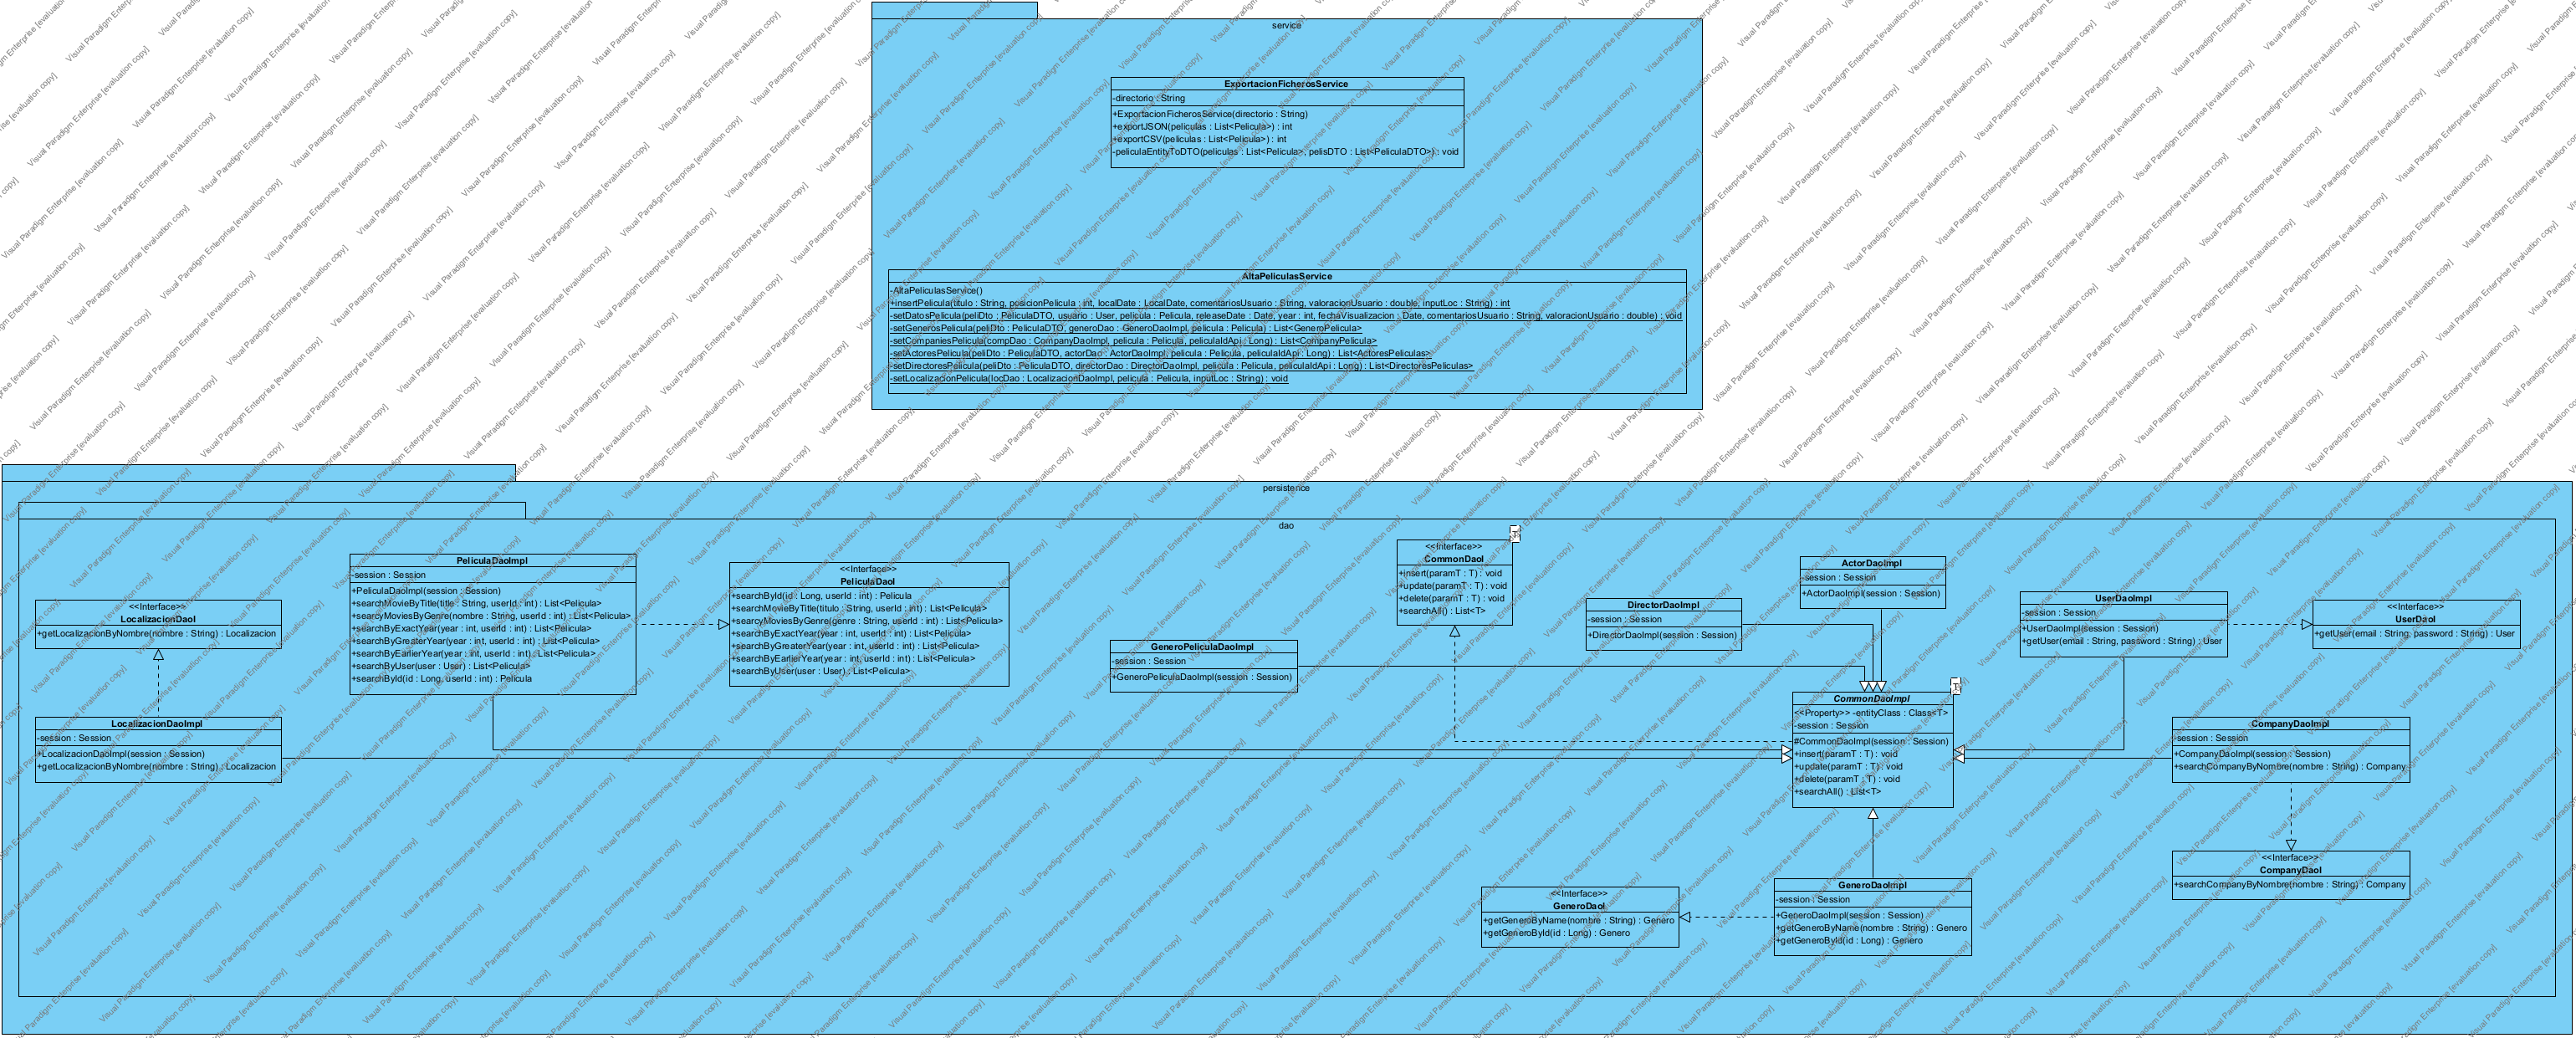 service
ExportacionFicherosService
-directorio : String
+ExportacionFicherosService(directorio : String)
+exportJSON(peliculas : List<Pelicula>) : int
+exportCSV(peliculas : List<Pelicula>) : int
-peliculaEntityToDTO(peliculas : List<Pelicula>, pelisDTO : List<PeliculaDTO>) : void
AltaPeliculasService
-AltaPeliculasService()
+insertPelicula(titulo : String, posicionPelicula : int, localDate : LocalDate, comentariosUsuario : String, valoracionUsuario : double, inputLoc : String) : int
-setDatosPelicula(peliDto : PeliculaDTO, usuario : User, pelicula : Pelicula, releaseDate : Date, year : int, fechaVisualizacion : Date, comentariosUsuario : String, valoracionUsuario : double) : void
-setGenerosPelicula(peliDto : PeliculaDTO, generoDao : GeneroDaoImpl, pelicula : Pelicula) : List<GeneroPelicula>
-setCompaniesPelicula(compDao : CompanyDaoImpl, pelicula : Pelicula, peliculaIdApi : Long) : List<CompanyPelicula>
-setActoresPelicula(peliDto : PeliculaDTO, actorDao : ActorDaoImpl, pelicula : Pelicula, peliculaIdApi : Long) : List<ActoresPeliculas>
-setDirectoresPelicula(peliDto : PeliculaDTO, directorDao : DirectorDaoImpl, pelicula : Pelicula, peliculaIdApi : Long) : List<DirectoresPeliculas>
-setLocalizacionPelicula(locDao : LocalizacionDaoImpl, pelicula : Pelicula, inputLoc : String) : void
persistence
dao
<<Interface>>
LocalizacionDaoI
+getLocalizacionByNombre(nombre : String) : Localizacion
LocalizacionDaoImpl
-session : Session
+LocalizacionDaoImpl(session : Session)
+getLocalizacionByNombre(nombre : String) : Localizacion
PeliculaDaoImpl
-session : Session
+PeliculaDaoImpl(session : Session)
+searchMovieByTitle(title : String, userId : int) : List<Pelicula>
+searcyMoviesByGenre(nombre : String, userId : int) : List<Pelicula>
+searchByExactYear(year : int, userId : int) : List<Pelicula>
+searchByGreaterYear(year : int, userId : int) : List<Pelicula>
+searchByEarlierYear(year : int, userId : int) : List<Pelicula>
+searchByUser(user : User) : List<Pelicula>
+searchById(id : Long, userId : int) : Pelicula
<<Interface>>
PeliculaDaoI
+searchById(id : Long, userId : int) : Pelicula
+searchMovieByTitle(titulo : String, userId : int) : List<Pelicula>
+searcyMoviesByGenre(genre : String, userId : int) : List<Pelicula>
+searchByExactYear(year : int, userId : int) : List<Pelicula>
+searchByGreaterYear(year : int, userId : int) : List<Pelicula>
+searchByEarlierYear(year : int, userId : int) : List<Pelicula>
+searchByUser(user : User) : List<Pelicula>
GeneroPeliculaDaoImpl
-session : Session
+GeneroPeliculaDaoImpl(session : Session)
T
<<Interface>>
CommonDaoI
+insert(paramT : T) : void
+update(paramT : T) : void
+delete(paramT : T) : void
+searchAll() : List<T>
DirectorDaoImpl
-session : Session
+DirectorDaoImpl(session : Session)
ActorDaoImpl
-session : Session
+ActorDaoImpl(session : Session)
UserDaoImpl
-session : Session
+UserDaoImpl(session : Session)
+getUser(email : String, password : String) : User
<<Interface>>
UserDaoI
+getUser(email : String, password : String) : User
T
CommonDaoImpl
<<Property>> -entityClass : Class<T>
-session : Session
#CommonDaoImpl(session : Session)
+insert(paramT : T) : void
+update(paramT : T) : void
+delete(paramT : T) : void
+searchAll() : List<T>
CompanyDaoImpl
-session : Session
+CompanyDaoImpl(session : Session)
+searchCompanyByNombre(nombre : String) : Company
<<Interface>>
CompanyDaoI
+searchCompanyByNombre(nombre : String) : Company
<<Interface>>
GeneroDaoI
+getGeneroByName(nombre : String) : Genero
+getGeneroById(id : Long) : Genero
GeneroDaoImpl
-session : Session
+GeneroDaoImpl(session : Session)
+getGeneroByName(nombre : String) : Genero
+getGeneroById(id : Long) : Genero
Visual Paradigm Enterprise [evaluation copy]